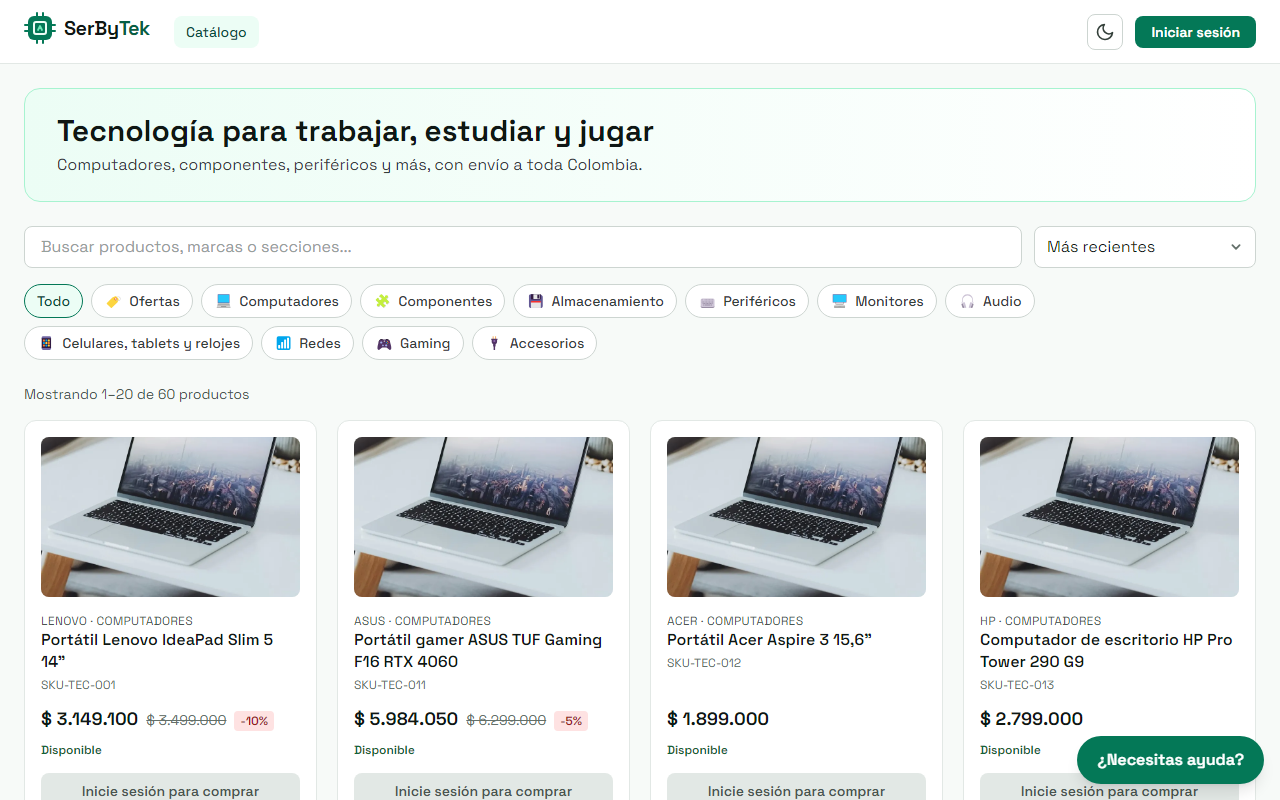 SerByTek
Catálogo
Iniciar sesión
Tecnología para trabajar, estudiar y jugar
Computadores, componentes, periféricos y más, con envío a toda Colombia.
Buscar productos, marcas o secciones...
Más recientes
Todo
Ofertas
Computadores
Componentes
Almacenamiento
Periféricos
Monitores
Audio
Celulares, tablets y relojes
Redes
Gaming
Accesorios
Mostrando 1–20 de 60 productos
LENOVO · COMPUTADORES
Portátil Lenovo IdeaPad Slim 5
14”
SKU-TEC-001
$ 3.149.100 $ 3.499.000 -10%
Disponible
Inicie sesión para comprar
ASUS · COMPUTADORES
Portátil gamer ASUS TUF Gaming
F16 RTX 4060
SKU-TEC-011
$ 5.984.050 $ 6.299.000 -5%
Disponible
Inicie sesión para comprar
ACER · COMPUTADORES
Portátil Acer Aspire 3 15,6”
SKU-TEC-012
$ 1.899.000
Disponible
Inicie sesión para comprar
HP · COMPUTADORES
Computador de escritorio HP Pro
Tower 290 G9
SKU-TEC-013
$ 2.799.000
Disponible
Inicie sesión para comprar
¿Necesitas ayuda?